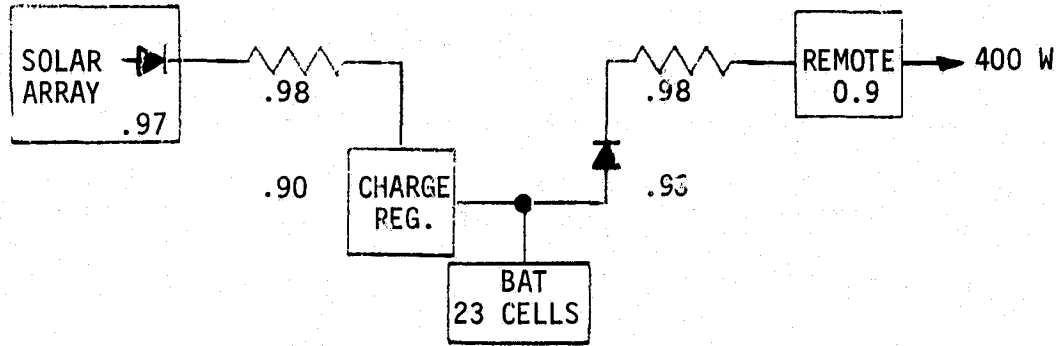 SOLAR
ARRAY
.97
.98
.90
CHARGE
REG.
BAT
23 CELLS
.98
REMOTE
0.9
400 W